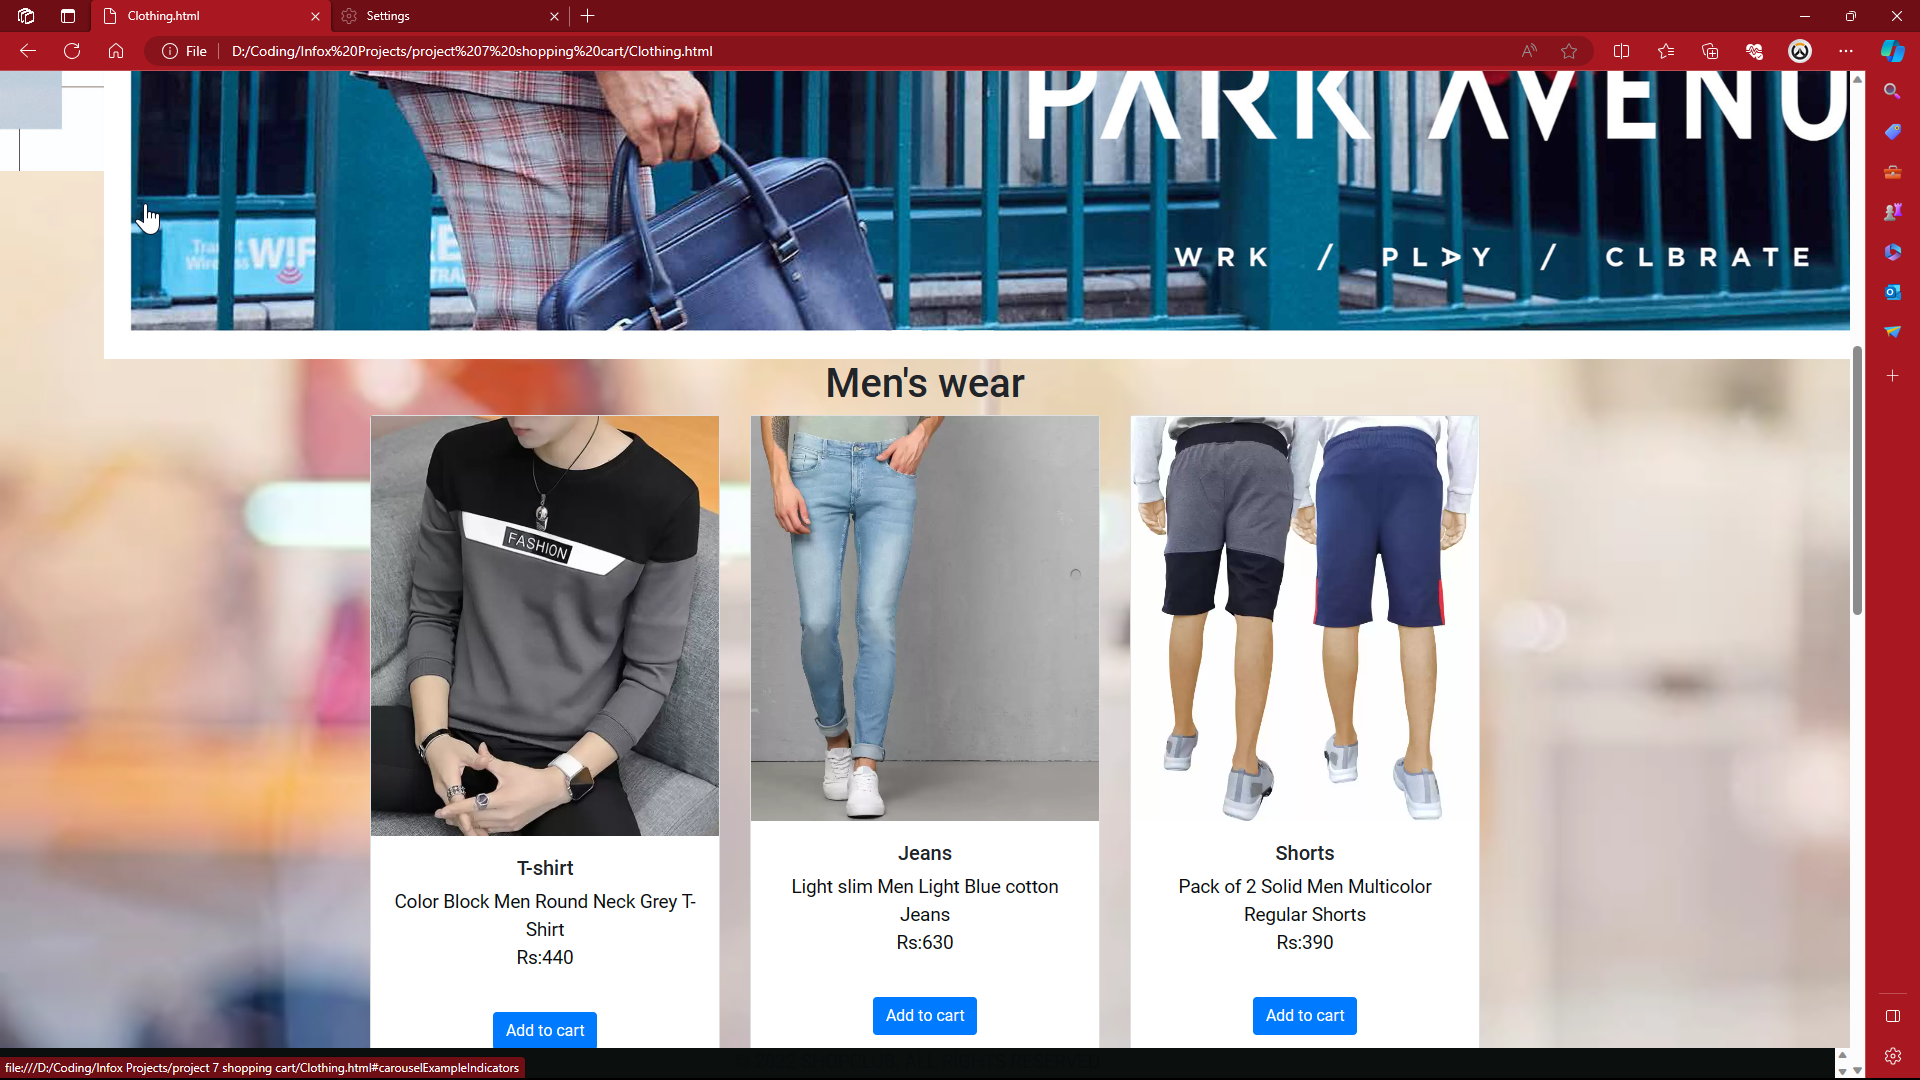 Clothing.html
Settings
File
D:/Coding/Infox%20Projects/project%207%20shopping%20cart/Clothing.html
PARK AVENU
WRK / PLAY / CLBRATE
WIFI
Men's wear
FASHION
T-shirt
Color Block Men Round Neck Grey T-
Shirt
Rs:440
Add to cart
Jeans
Light slim Men Light Blue cotton
Jeans
Rs:630
Add to cart
Shorts
Pack of 2 Solid Men Multicolor
Regular Shorts
Rs:390
Add to cart
file:///D:/Coding/Infox Projects/project 7 shopping cart/Clothing.html#carouselExampleIndicators